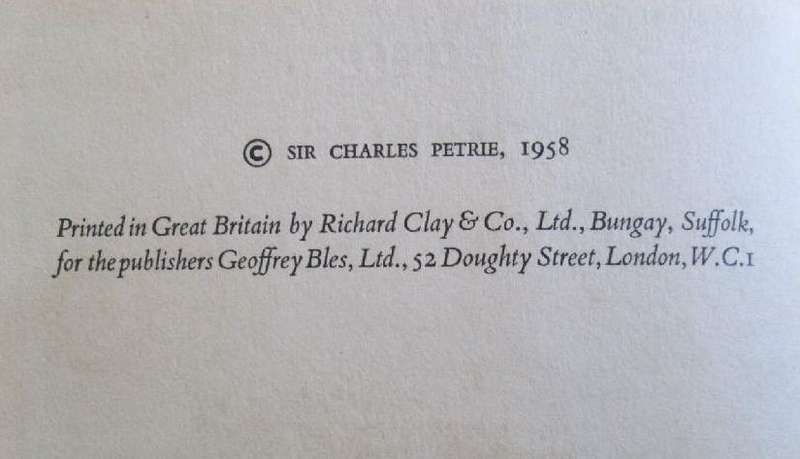 © SIR CHARLES PETRIE, 1958
Printed in Great Britain by Richard Clay & Co., Ltd., Bungay, Suffolk,
for the publishers Geoffrey Bles, Ltd., 52 Doughty Street, London, W.C.1